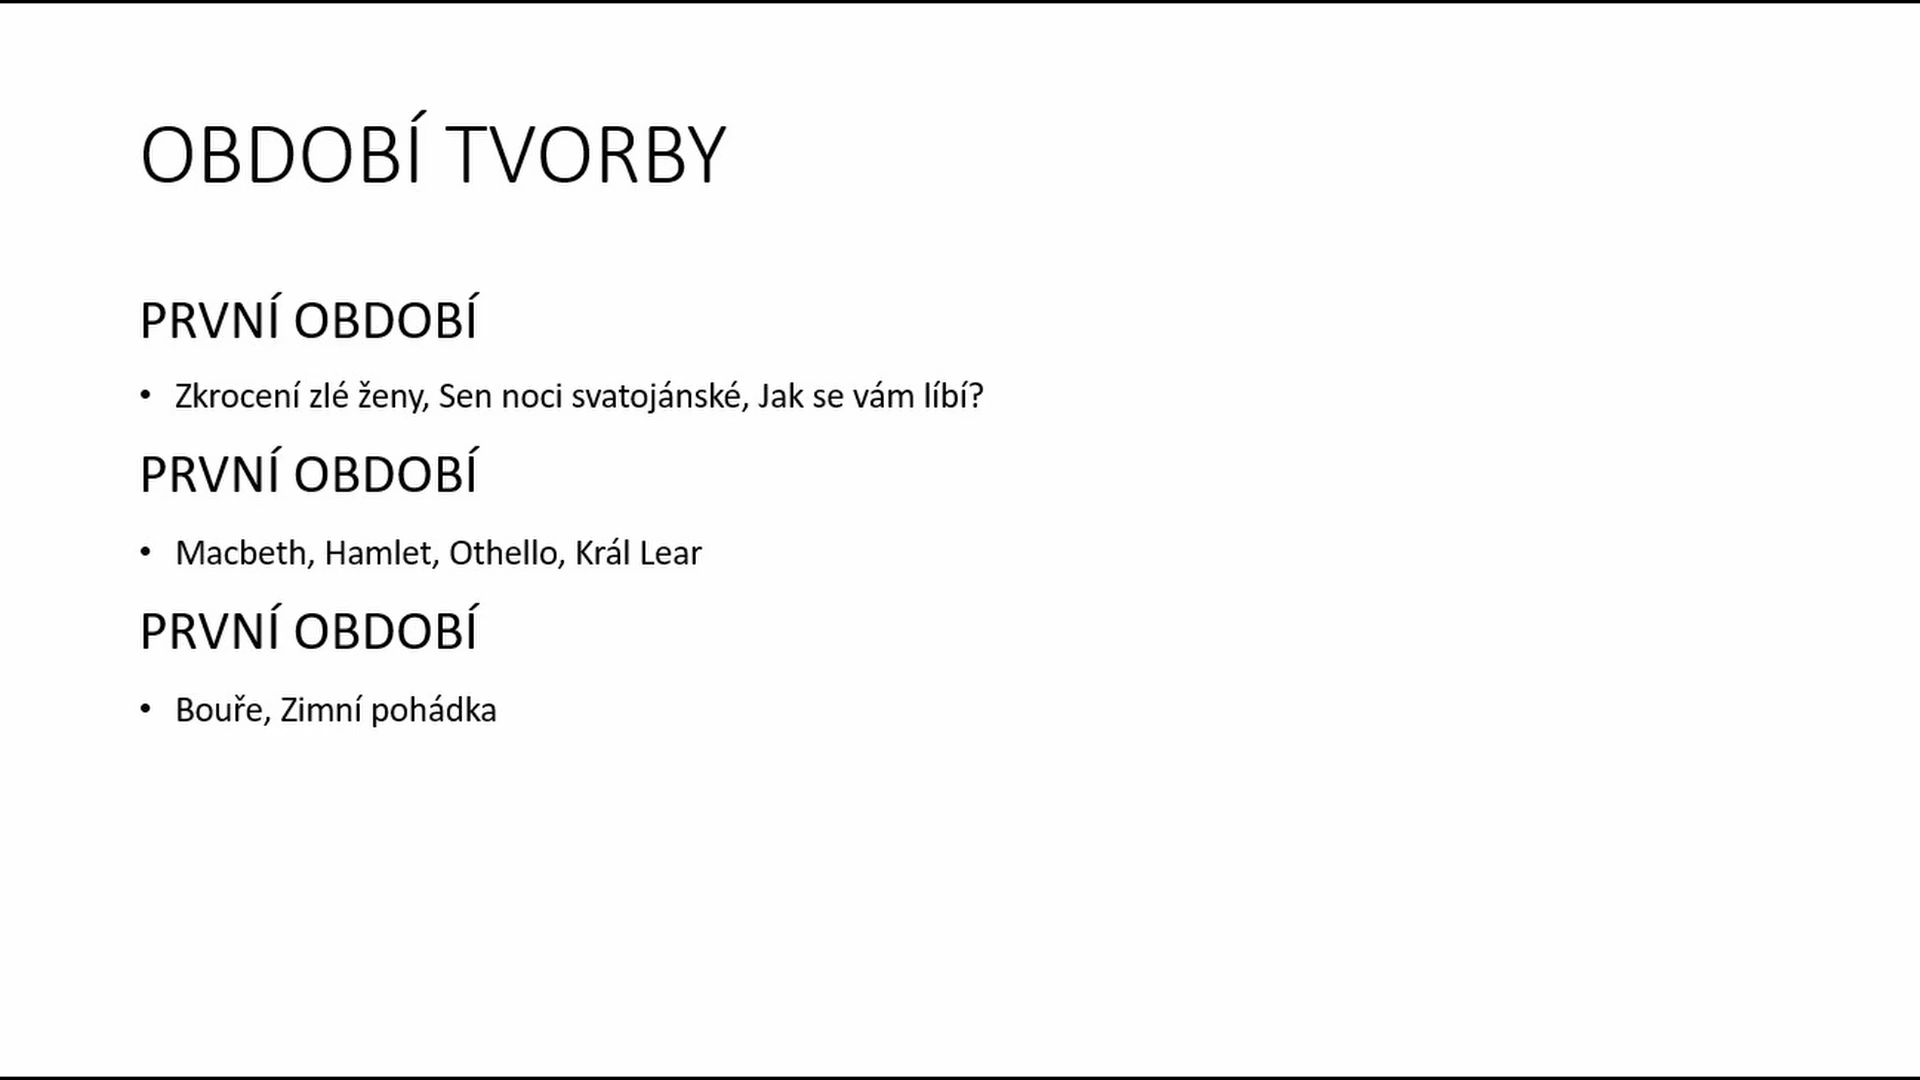 OBDOBÍ TVORBY
PRVNÍ OBDOBÍ
• Zkrocení zlé ženy, Sen noci svatojánské, Jak se vám líbí?
PRVNÍ OBDOBÍ
• Macbeth, Hamlet, Othello, Král Lear
PRVNÍ OBDOBÍ
• Bouře, Zimní pohádka